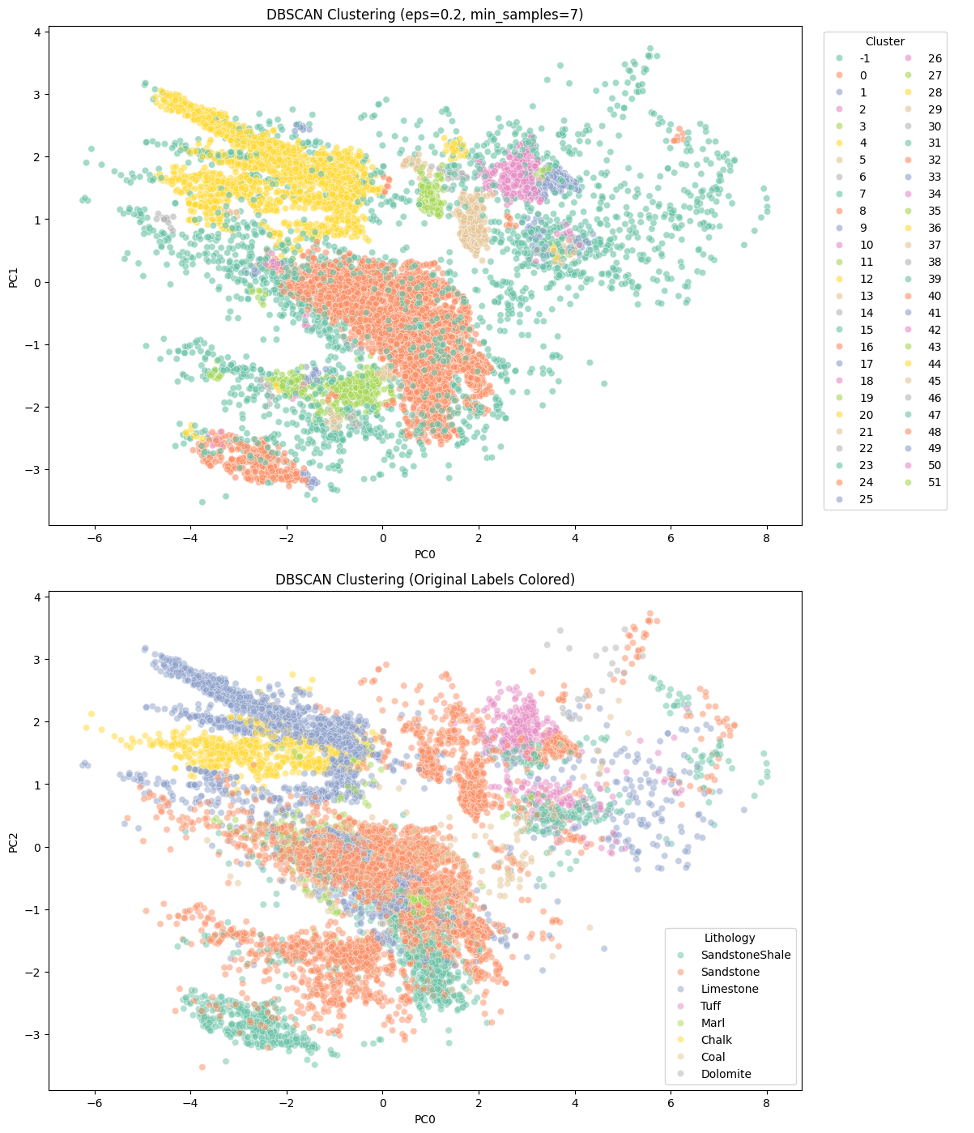 DBSCAN Clustering (eps=0.2, min_samples=7)
4
3
2
1
0
−1
−2
−3
PC1
−6 −4 −2 0 2 4 6 8
PC0
Cluster
-1 26
0 27
1 28
2 29
3 30
4 31
5 32
6 33
7 34
8 35
9 36
10 37
11 38
12 39
13 40
14 41
15 42
16 43
17 44
18 45
19 46
20 47
21 48
22 49
23 50
24 51
25
DBSCAN Clustering (Original Labels Colored)
4
3
2
1
0
−1
−2
−3
PC2
−6 −4 −2 0 2 4 6 8
PC0
Lithology
SandstoneShale
Sandstone
Limestone
Tuff
Marl
Chalk
Coal
Dolomite